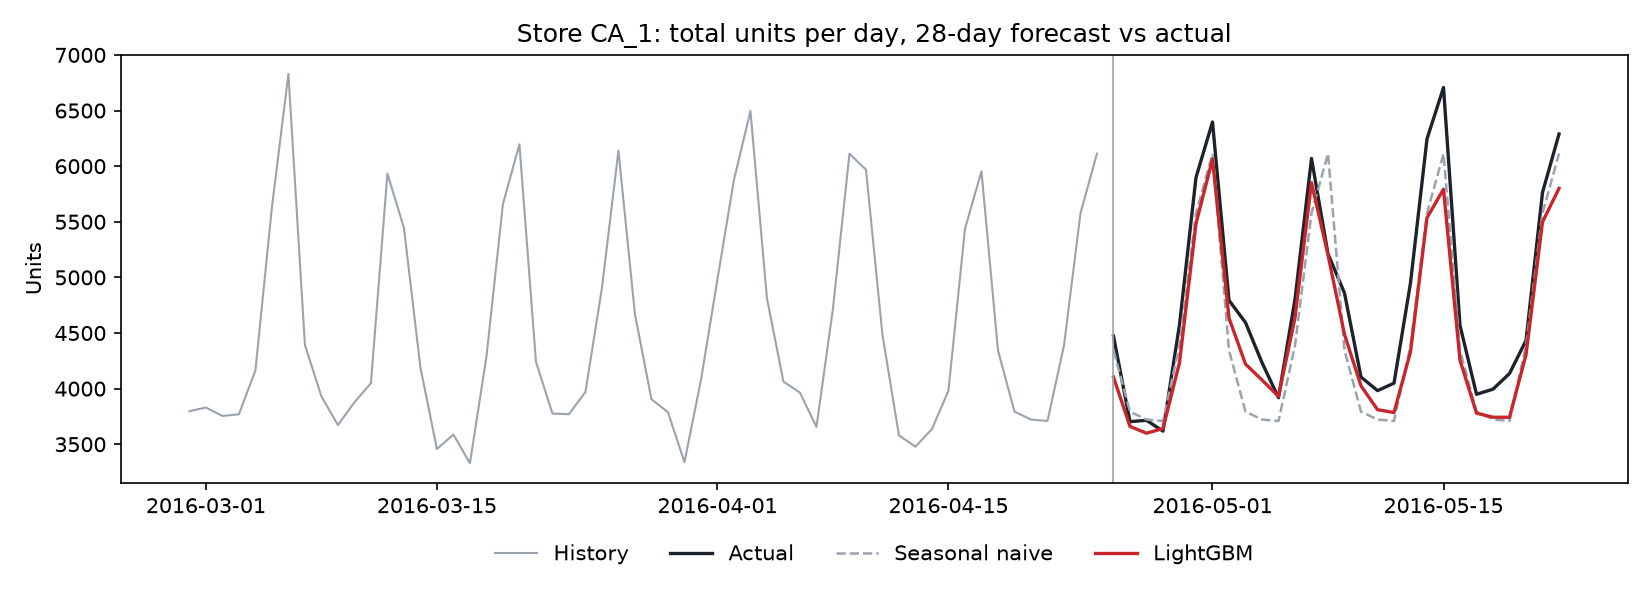 Store CA_1: total units per day, 28-day forecast vs actual
7000
6500
6000
5500
5000
4500
4000
3500
Units
2016-03-01 2016-03-15 2016-04-01 2016-04-15 2016-05-01 2016-05-15
History Actual Seasonal naive LightGBM